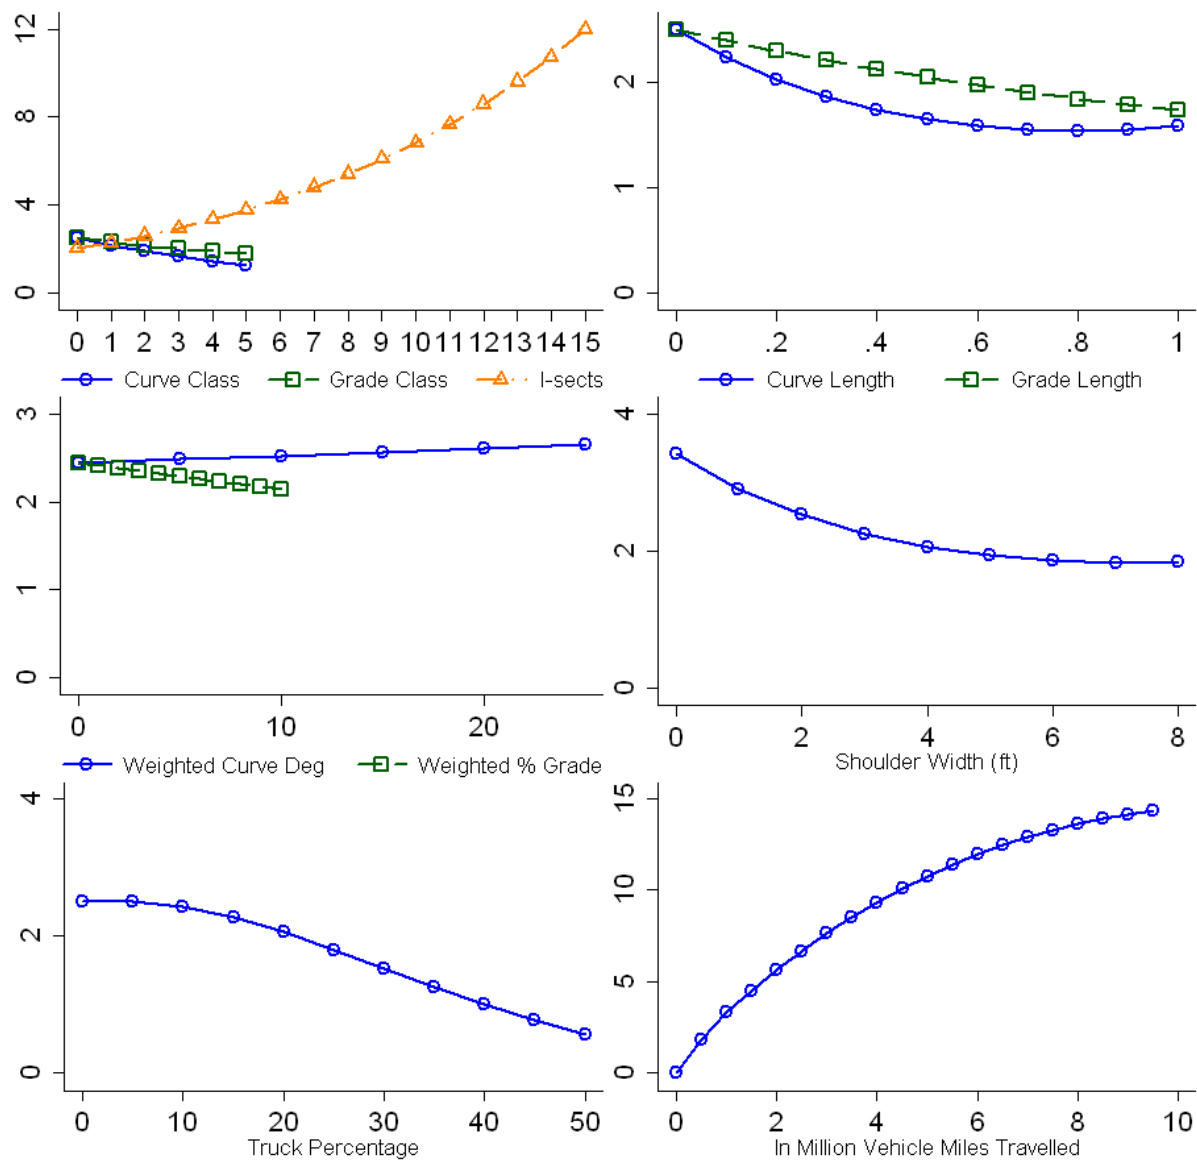 12
8
4
0
0 1 2 3 4 5 6 7 8 9 10 11 12 13 14 15
Curve Class Grade Class I-sects
2
1
0
0 .2 .4 .6 .8 1
Curve Length Grade Length
3
2
1
0
0 10 20
Weighted Curve Deg Weighted % Grade
4
2
0
0 2 4 6 8
Shoulder Width (ft)
4
2
0
0 10 20 30 40 50
Truck Percentage
15
10
5
0
0 2 4 6 8 10
In Million Vehicle Miles Travelled